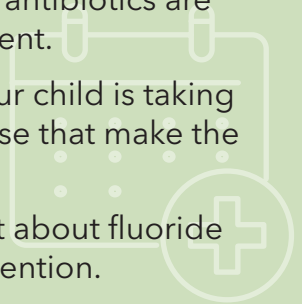 antibiotics are
ent.
ur child is taking
se that make the
t about fluoride
ention.